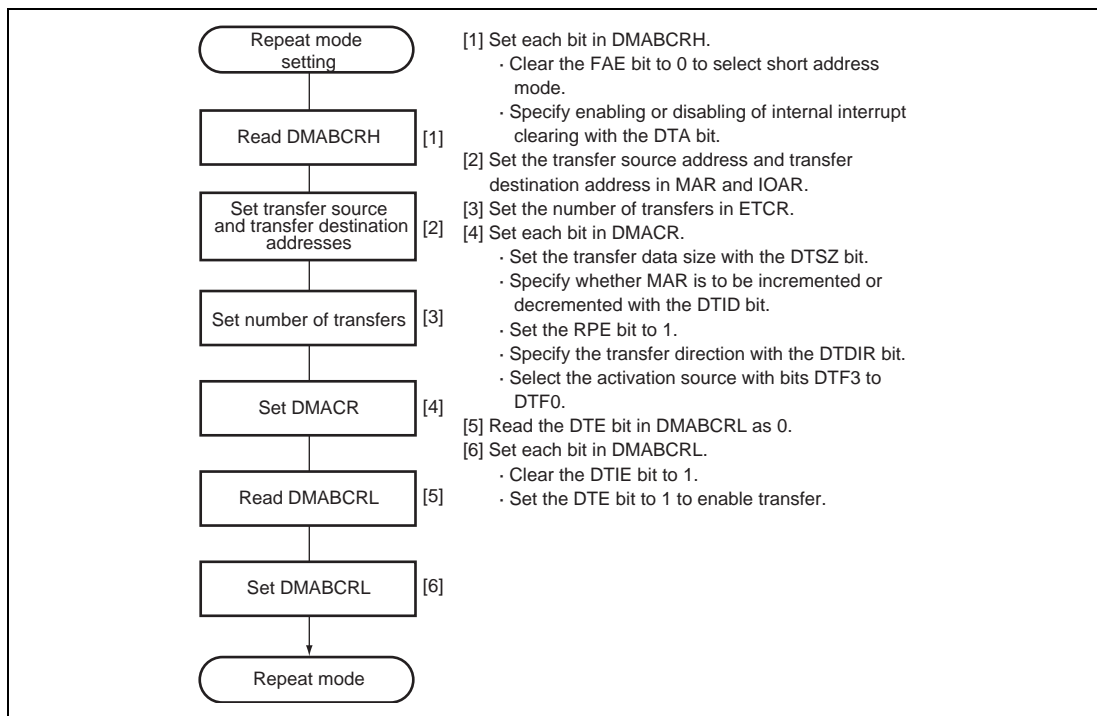 Repeat mode
setting
Read DMABCRH
[1]
Set transfer source
and transfer destination
addresses
[2]
Set number of transfers
[3]
Set DMACR
[4]
Read DMABCRL
[5]
Set DMABCRL
[6]
Repeat mode
[1] Set each bit in DMABCRH.
· Clear the FAE bit to 0 to select short address
mode.
· Specify enabling or disabling of internal interrupt
clearing with the DTA bit.
[2] Set the transfer source address and transfer
destination address in MAR and IOAR.
[3] Set the number of transfers in ETCR.
[4] Set each bit in DMACR.
· Set the transfer data size with the DTSZ bit.
· Specify whether MAR is to be incremented or
decremented with the DTID bit.
· Set the RPE bit to 1.
· Specify the transfer direction with the DTDIR bit.
· Select the activation source with bits DTF3 to
DTF0.
[5] Read the DTE bit in DMABCRL as 0.
[6] Set each bit in DMABCRL.
· Clear the DTIE bit to 1.
· Set the DTE bit to 1 to enable transfer.